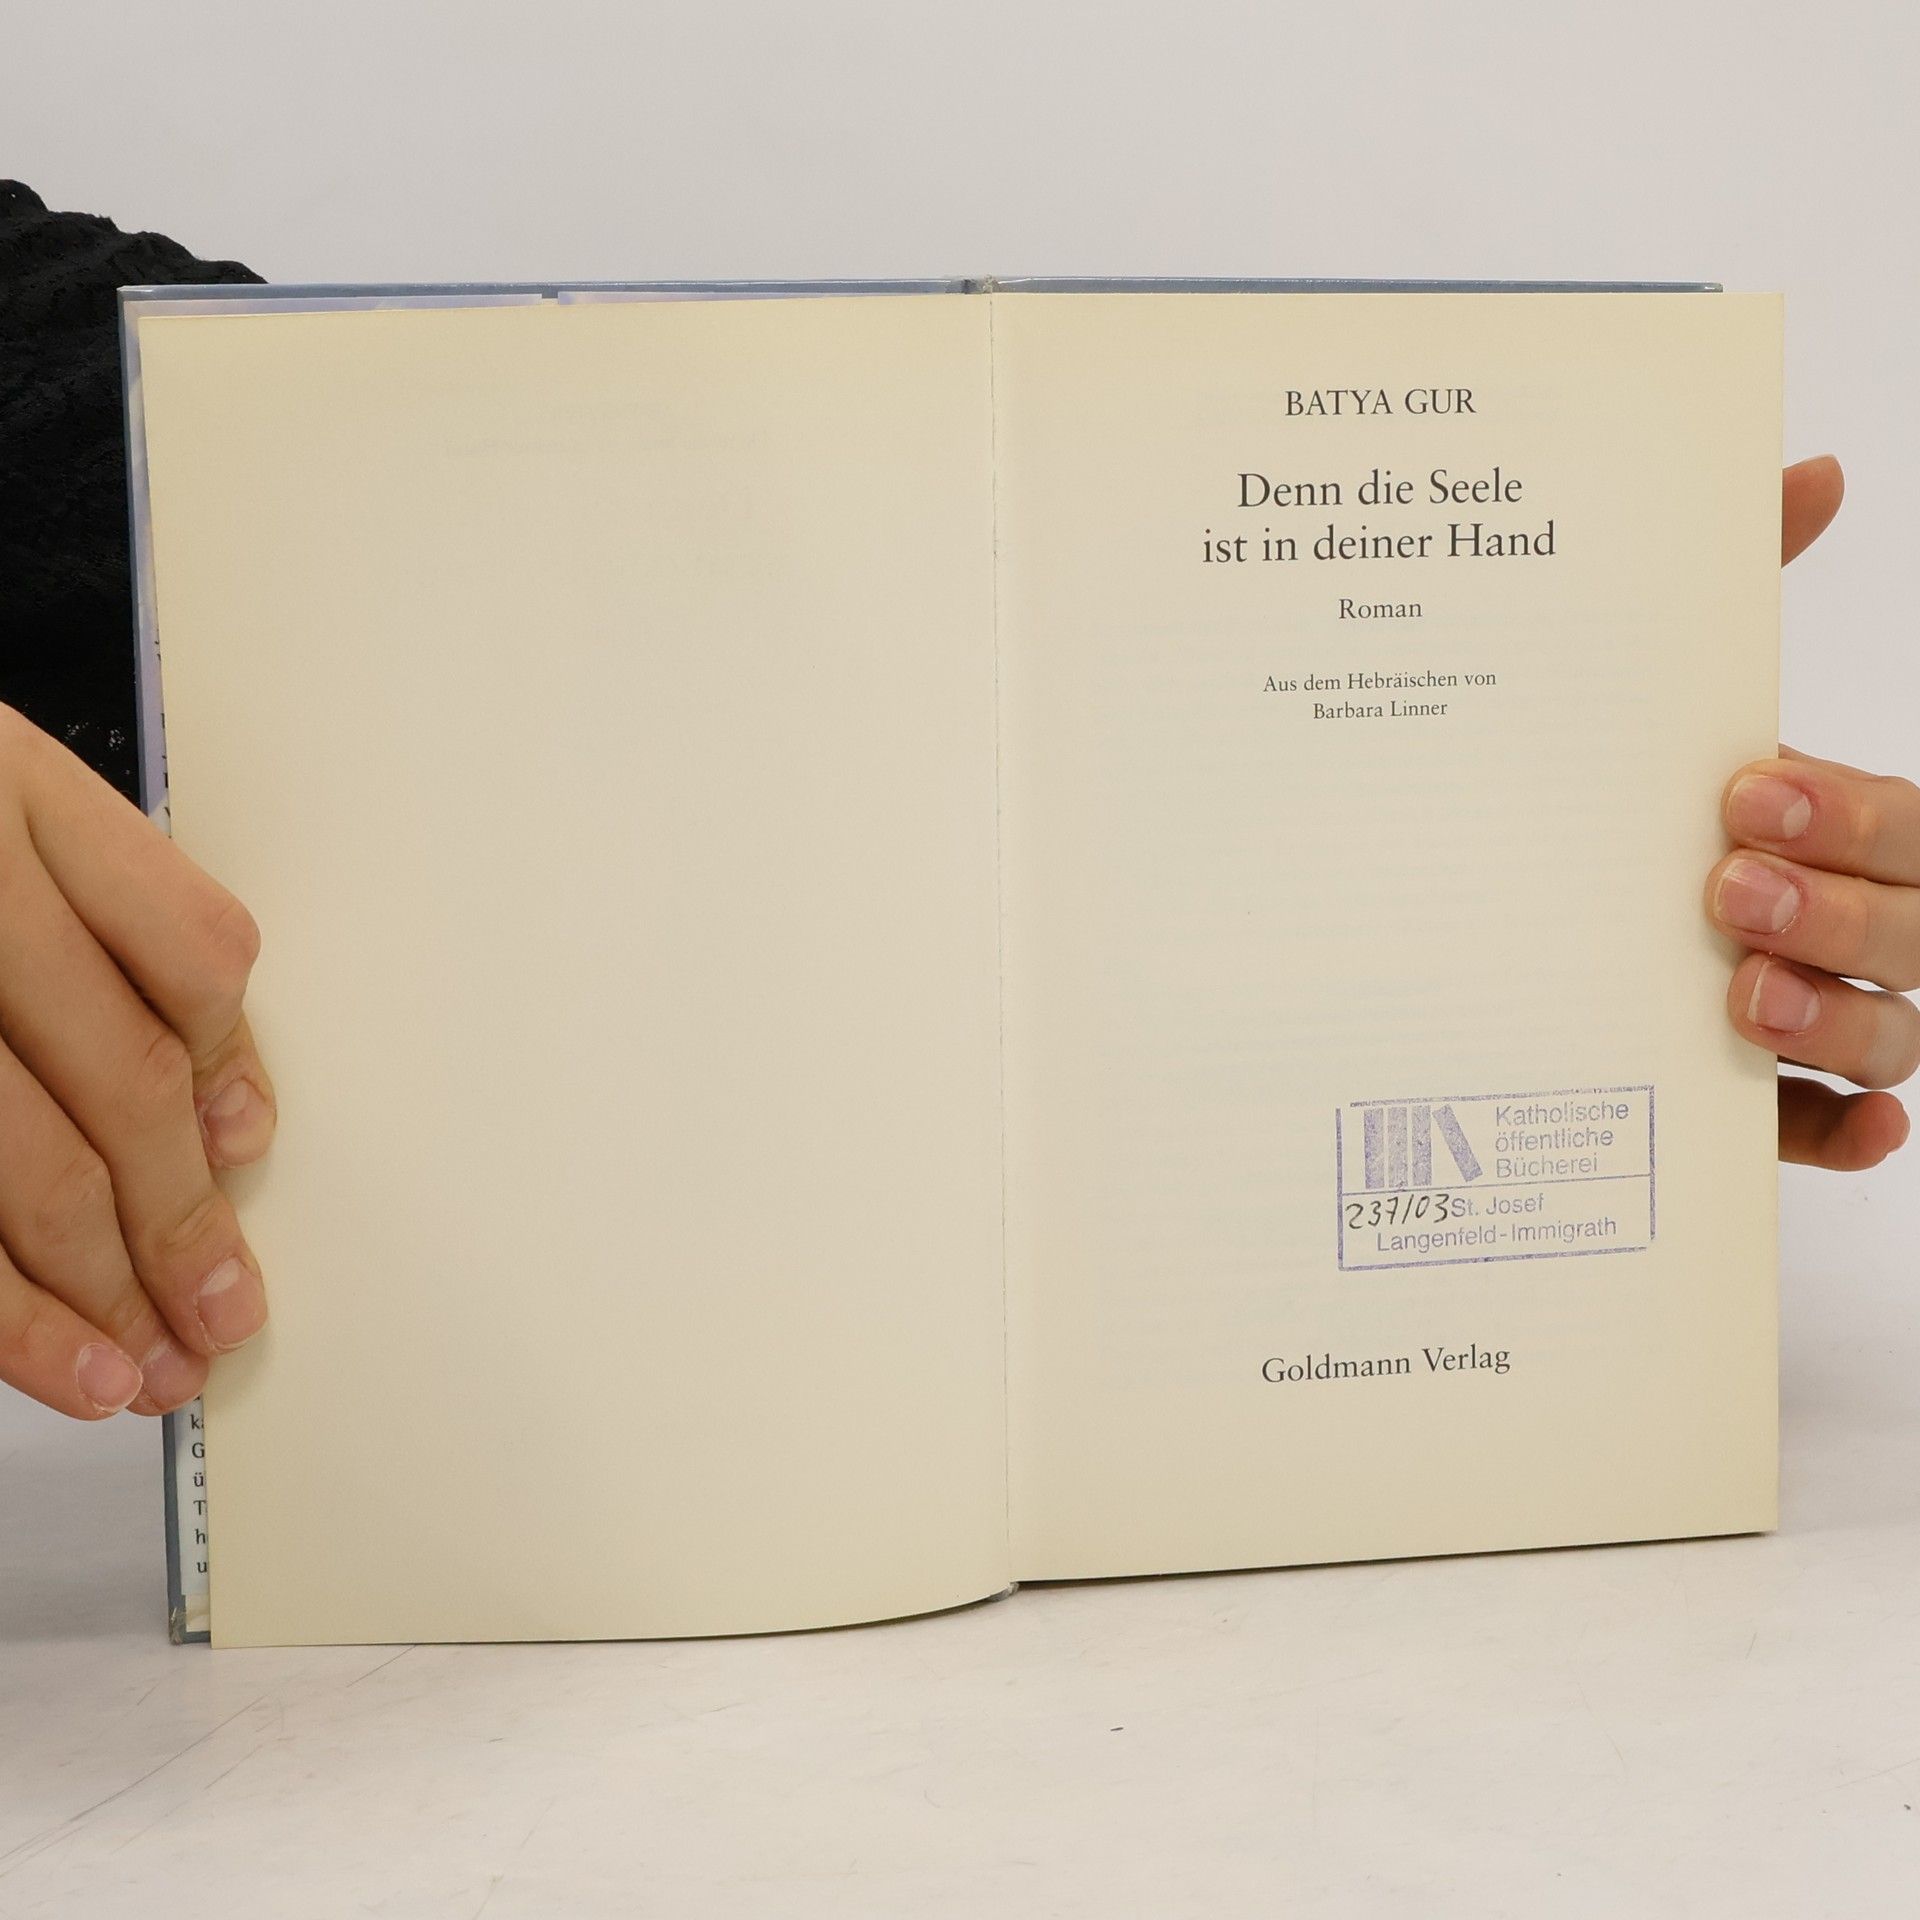 BATYA GUR
Denn die Seele
ist in deiner Hand
Roman
Aus dem Hebräischen von
Barbara Linner
Katholische
öffentliche
Bücherei
237/03 St. Josef
Langenfeld-Immigrath
Goldmann Verlag